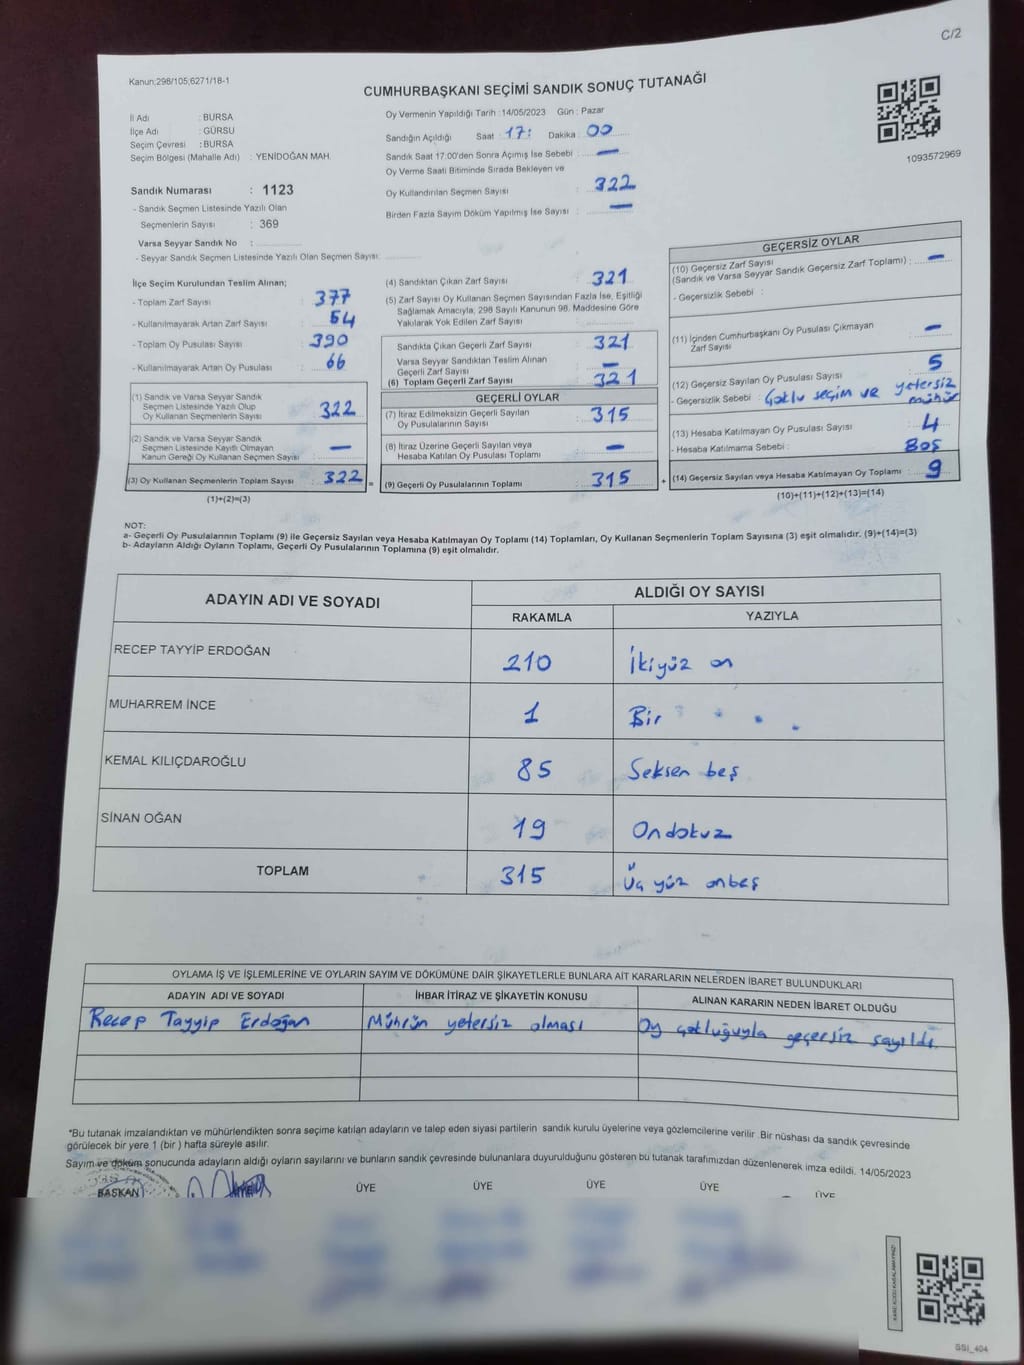 C/2
Kanun;298/105;6271/18-1
CUMHURBAŞKANI SEÇİMİ SANDIK SONUÇ TUTANAĞI
İl Adı : BURSA
İlçe Adı : GÜRSU
Seçim Çevresi : BURSA
Seçim Bölgesi (Mahalle Adı) : YENİDOĞAN MAH.
Sandık Numarası : 1123
- Sandık Seçmen Listesinde Yazılı Olan
Seçmenlerin Sayısı : 369
Varsa Seyyar Sandık No :
- Seyyar Sandık Seçmen Listesinde Yazılı Olan Seçmen Sayısı:
Oy Vermenin Yapıldığı Tarih :14/05/2023 Gün : Pazar
Sandığın Açıldığı Saat : 17: Dakika : 00
Sandık Saat 17:00'den Sonra Açımış İse Sebebi : —
Oy Verme Saati Bitiminde Sırada Bekleyen ve
Oy Kullandırılan Seçmen Sayısı : 322
Birden Fazla Sayım Döküm Yapılmış İse Sayısı : —
1093572969
İlçe Seçim Kurulundan Teslim Alınan;
- Toplam Zarf Sayısı : 377
- Kullanılmayarak Artan Zarf Sayısı : 54
- Toplam Oy Pusulası Sayısı : 390
- Kullanılmayarak Artan Oy Pusulası : 66
(1) Sandık ve Varsa Seyyar Sandık
Seçmen Listesinde Yazılı Olup
Oy Kullanan Seçmenlerin Sayısı : 322
(2) Sandık ve Varsa Seyyar Sandık
Seçmen Listesinde Kayıtlı Olmayan
Kanun Gereği Oy Kullanan Seçmen Sayısı : —
(3) Oy Kullanan Seçmenlerin Toplam Sayısı : 322 =
(1)+(2)=(3)
(4) Sandıktan Çıkan Zarf Sayısı : 321
(5) Zarf Sayısı Oy Kullanan Seçmen Sayısından Fazla İse, Eşitliği
Sağlamak Amacıyla, 298 Sayılı Kanunun 98. Maddesine Göre
Yakılarak Yok Edilen Zarf Sayısı :
Sandıkta Çıkan Geçerli Zarf Sayısı : 321
Varsa Seyyar Sandıktan Teslim Alınan
Geçerli Zarf Sayısı : —
(6) Toplam Geçerli Zarf Sayısı : 321
GEÇERLİ OYLAR
(7) İtiraz Edilmeksizin Geçerli Sayılan
Oy Pusulalarının Sayısı : 315
(8) İtiraz Üzerine Geçerli Sayılan veya
Hesaba Katılan Oy Pusulası Toplamı : —
(9) Geçerli Oy Pusulalarının Toplamı : 315 +
GEÇERSİZ OYLAR
(10) Geçersiz Zarf Sayısı
(Sandık ve Varsa Seyyar Sandık Geçersiz Zarf Toplamı) : —
- Geçersizlik Sebebi :
(11) İçinden Cumhurbaşkanı Oy Pusulası Çıkmayan
Zarf Sayısı : —
(12) Geçersiz Sayılan Oy Pusulası Sayısı : 5
- Geçersizlik Sebebi : Çoklu seçim ve yetersiz
mühür
(13) Hesaba Katılmayan Oy Pusulası Sayısı : 4
- Hesaba Katılmama Sebebi : Boş
(14) Geçersiz Sayılan veya Hesaba Katılmayan Oy Toplamı : 9
(10)+(11)+(12)+(13)=(14)
NOT:
a- Geçerli Oy Pusulalarının Toplamı (9) ile Geçersiz Sayılan veya Hesaba Katılmayan Oy Toplamı (14) Toplamları, Oy Kullanan Seçmenlerin Toplam Sayısına (3) eşit olmalıdır. (9)+(14)=(3)
b- Adayların Aldığı Oyların Toplamı, Geçerli Oy Pusulalarının Toplamına (9) eşit olmalıdır.
ADAYIN ADI VE SOYADI ALDIĞI OY SAYISI
RAKAMLA YAZIYLA
RECEP TAYYİP ERDOĞAN 210 İkiyüz on
MUHARREM İNCE 1 Bir
KEMAL KILIÇDAROĞLU 85 Seksen beş
SİNAN OĞAN 19 Ondokuz
TOPLAM 315 Üç yüz onbeş
OYLAMA İŞ VE İŞLEMLERİNE VE OYLARIN SAYIM VE DÖKÜMÜNE DAİR ŞİKAYETLERLE BUNLARA AİT KARARLARIN NELERDEN İBARET BULUNDUKLARI
ADAYIN ADI VE SOYADI İHBAR İTİRAZ VE ŞİKAYETİN KONUSU ALINAN KARARIN NEDEN İBARET OLDUĞU
Recep Tayyip Erdoğan Mührün yetersiz olması Oy çokluğuyla geçersiz sayıldı.
*Bu tutanak imzalandıktan ve mühürlendikten sonra seçime katılan adayların ve talep eden siyasi partilerin sandık kurulu üyelerine veya gözlemcilerine verilir .Bir nüshası da sandık çevresinde
görülecek bir yere 1 (bir ) hafta süreyle asılır.
Sayım ve döküm sonucunda adayların aldığı oyların sayılarını ve bunların sandık çevresinde bulunanlara duyurulduğunu gösteren bu tutanak tarafımızdan düzenlenerek imza edildi. 14/05/2023
BAŞKAN ÜYE ÜYE ÜYE ÜYE ÜYE
SSI_404